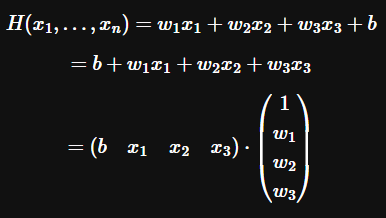 H(x₁, …, xₙ) = w₁x₁ + w₂x₂ + w₃x₃ + b
= b + w₁x₁ + w₂x₂ + w₃x₃
= (b x₁ x₂ x₃) · (1 w₁ w₂ w₃)